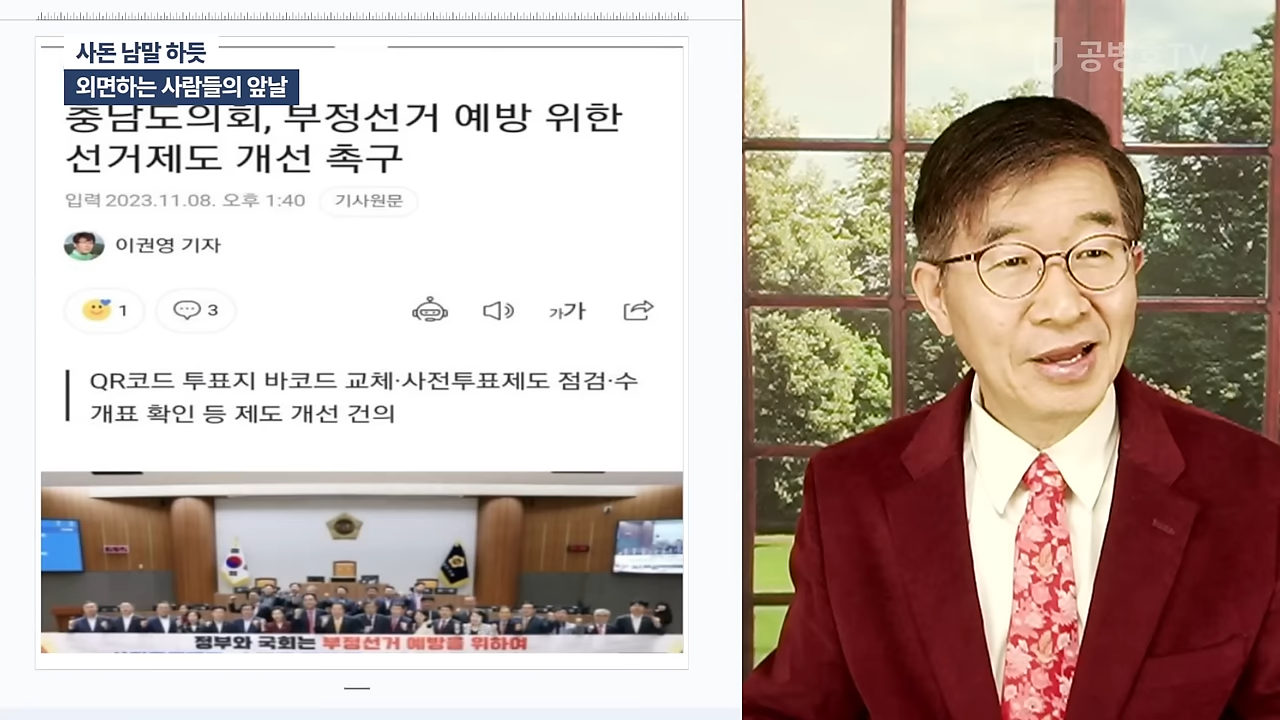 사돈 남말 하듯
외면하는 사람들의 앞날
공병호TV
충남도의회, 부정선거 예방 위한
선거제도 개선 촉구
입력 2023.11.08. 오후 1:40 기사원문
이권영 기자
1 3 가가
QR코드 투표지 바코드 교체·사전투표제도 점검·수
개표 확인 등 제도 개선 건의
정부와 국회는 부정선거 예방을 위하여